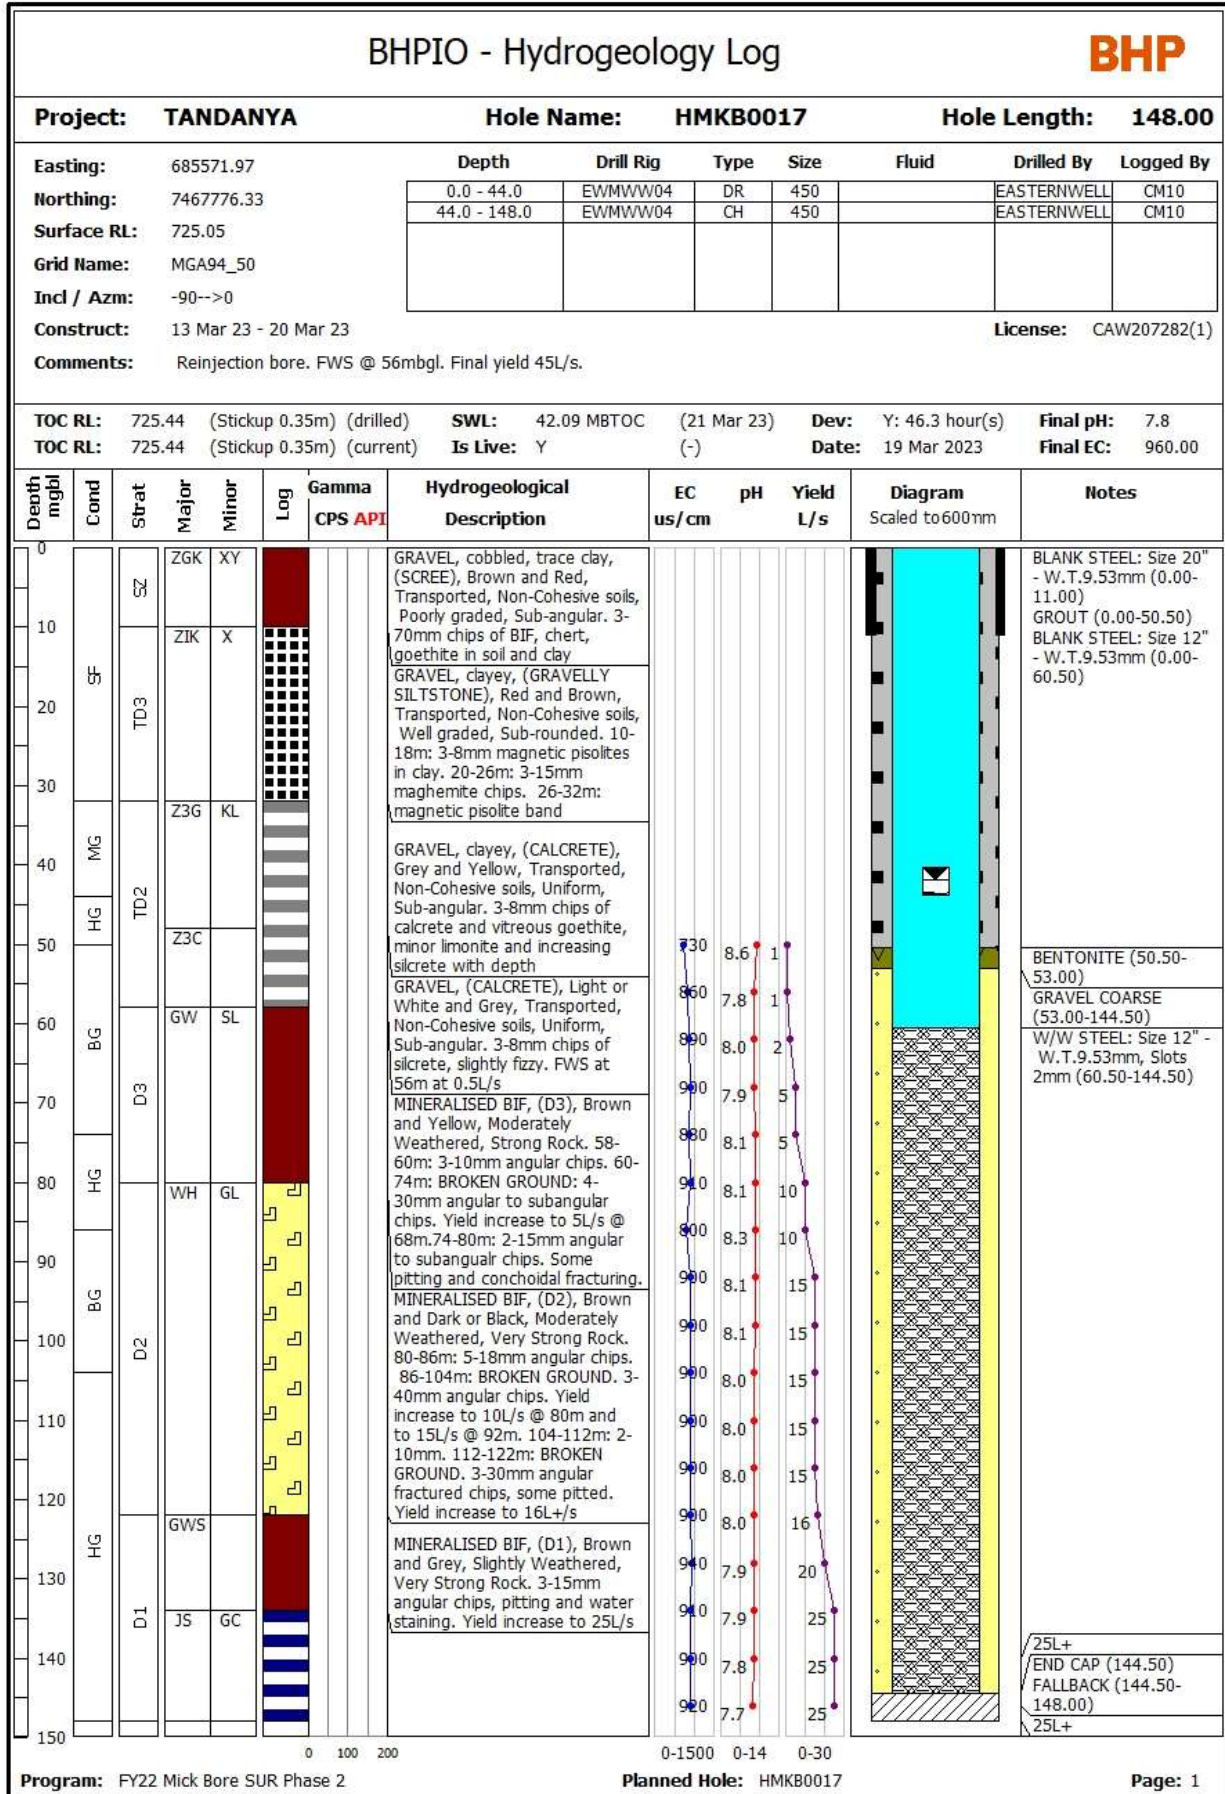 BHPIO - Hydrogeology Log
BHP
Project: TANDANYA Hole Name: HMKB0017 Hole Length: 148.00
Easting: 685571.97
Northing: 7467776.33
Surface RL: 725.05
Grid Name: MGA94_50
Incl / Azm: -90-->0
Construct: 13 Mar 23 - 20 Mar 23
Depth Drill Rig Type Size Fluid Drilled By Logged By
0.0 - 44.0 EWMWW04 DR 450 EASTERNWELL CM10
44.0 - 148.0 EWMWW04 CH 450 EASTERNWELL CM10
License: CAW207282(1)
Comments: Reinjection bore. FWS @ 56mbgl. Final yield 45L/s.
TOC RL: 725.44 (Stickup 0.35m) (drilled) SWL: 42.09 MBTOC (21 Mar 23) Dev: Y: 46.3 hour(s) Final pH: 7.8
TOC RL: 725.44 (Stickup 0.35m) (current) Is Live: Y (-) Date: 19 Mar 2023 Final EC: 960.00
Depth
mgbl
Cond
Strat
Major
Minor
Log
Gamma
CPS API
Hydrogeological
Description
EC
us/cm
pH
Yield
L/s
Diagram
Scaled to 600mm
Notes
0
10
20
30
40
50
60
70
80
90
100
110
120
130
140
150
SF
MG
HG
BG
HG
BG
HG
SZ
TD3
TD2
D3
D2
D1
ZGK XY
ZIK X
Z3G KL
Z3C
GW SL
WH GL
GWS
JS GC
GRAVEL, cobbled, trace clay,
(SCREE), Brown and Red,
Transported, Non-Cohesive soils,
Poorly graded, Sub-angular. 3-
70mm chips of BIF, chert,
goethite in soil and clay
GRAVEL, clayey, (GRAVELLY
SILTSTONE), Red and Brown,
Transported, Non-Cohesive soils,
Well graded, Sub-rounded. 10-
18m: 3-8mm magnetic pisolites
in clay. 20-26m: 3-15mm
maghemite chips. 26-32m:
magnetic pisolite band
GRAVEL, clayey, (CALCRETE),
Grey and Yellow, Transported,
Non-Cohesive soils, Uniform,
Sub-angular. 3-8mm chips of
calcrete and vitreous goethite,
minor limonite and increasing
silcrete with depth
GRAVEL, (CALCRETE), Light or
White and Grey, Transported,
Non-Cohesive soils, Uniform,
Sub-angular. 3-8mm chips of
silcrete, slightly fizzy. FWS at
56m at 0.5L/s
MINERALISED BIF, (D3), Brown
and Yellow, Moderately
Weathered, Strong Rock. 58-
60m: 3-10mm angular chips. 60-
74m: BROKEN GROUND: 4-
30mm angular to subangular
chips. Yield increase to 5L/s @
68m.74-80m: 2-15mm angular
to subangualr chips. Some
pitting and conchoidal fracturing.
MINERALISED BIF, (D2), Brown
and Dark or Black, Moderately
Weathered, Very Strong Rock.
80-86m: 5-18mm angular chips.
86-104m: BROKEN GROUND. 3-
40mm angular chips. Yield
increase to 10L/s @ 80m and
to 15L/s @ 92m. 104-112m: 2-
10mm. 112-122m: BROKEN
GROUND. 3-30mm angular
fractured chips, some pitted.
Yield increase to 16L+/s
MINERALISED BIF, (D1), Brown
and Grey, Slightly Weathered,
Very Strong Rock. 3-15mm
angular chips, pitting and water
staining. Yield increase to 25L/s
730 8.6 1
860 7.8 1
890 8.0 2
900 7.9 5
880 8.1 5
910 8.1 10
800 8.3 10
900 8.1 15
900 8.1 15
900 8.0 15
900 8.0 15
900 8.0 15
900 8.0 16
940 7.9 20
910 7.9 25
900 7.8 25
920 7.7 25
BLANK STEEL: Size 20"
- W.T.9.53mm (0.00-
11.00)
GROUT (0.00-50.50)
BLANK STEEL: Size 12"
- W.T.9.53mm (0.00-
60.50)
BENTONITE (50.50-
53.00)
GRAVEL COARSE
(53.00-144.50)
W/W STEEL: Size 12" -
W.T.9.53mm, Slots
2mm (60.50-144.50)
25L+
END CAP (144.50)
FALLBACK (144.50-
148.00)
25L+
0 100 200 0-1500 0-14 0-30
Program: FY22 Mick Bore SUR Phase 2 Planned Hole: HMKB0017 Page: 1